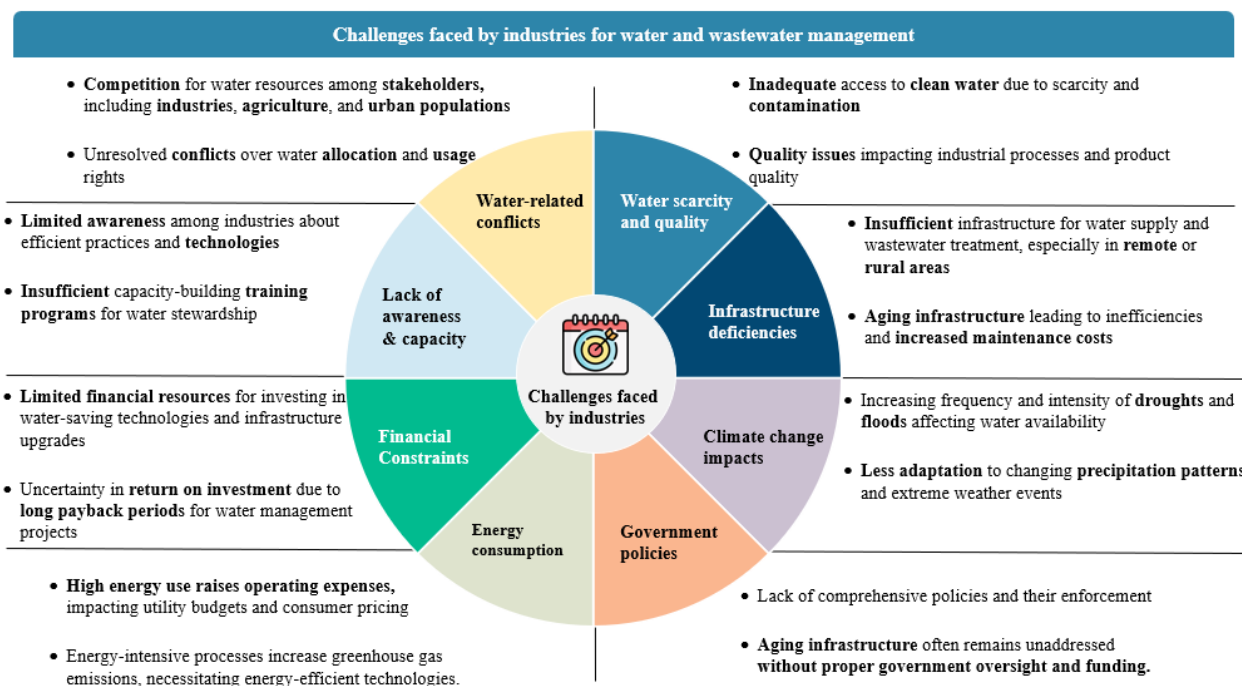 Challenges faced by industries for water and wastewater management
• Competition for water resources among stakeholders,
including industries, agriculture, and urban populations
• Unresolved conflicts over water allocation and usage
rights
• Inadequate access to clean water due to scarcity and
contamination
• Quality issues impacting industrial processes and product
quality
• Limited awareness among industries about
efficient practices and technologies
• Insufficient capacity-building training
programs for water stewardship
• Insufficient infrastructure for water supply and
wastewater treatment, especially in remote or
rural areas
• Aging infrastructure leading to inefficiencies
and increased maintenance costs
• Limited financial resources for investing in
water-saving technologies and infrastructure
upgrades
• Uncertainty in return on investment due to
long payback periods for water management
projects
• Increasing frequency and intensity of droughts and
floods affecting water availability
• Less adaptation to changing precipitation patterns
and extreme weather events
• High energy use raises operating expenses,
impacting utility budgets and consumer pricing
• Energy-intensive processes increase greenhouse gas
emissions, necessitating energy-efficient technologies.
• Lack of comprehensive policies and their enforcement
• Aging infrastructure often remains unaddressed
without proper government oversight and funding.
Water-related
conflicts
Water scarcity
and quality
Lack of
awareness
& capacity
Infrastructure
deficiencies
Challenges faced
by industries
Financial
Constraints
Climate change
impacts
Energy
consumption
Government
policies